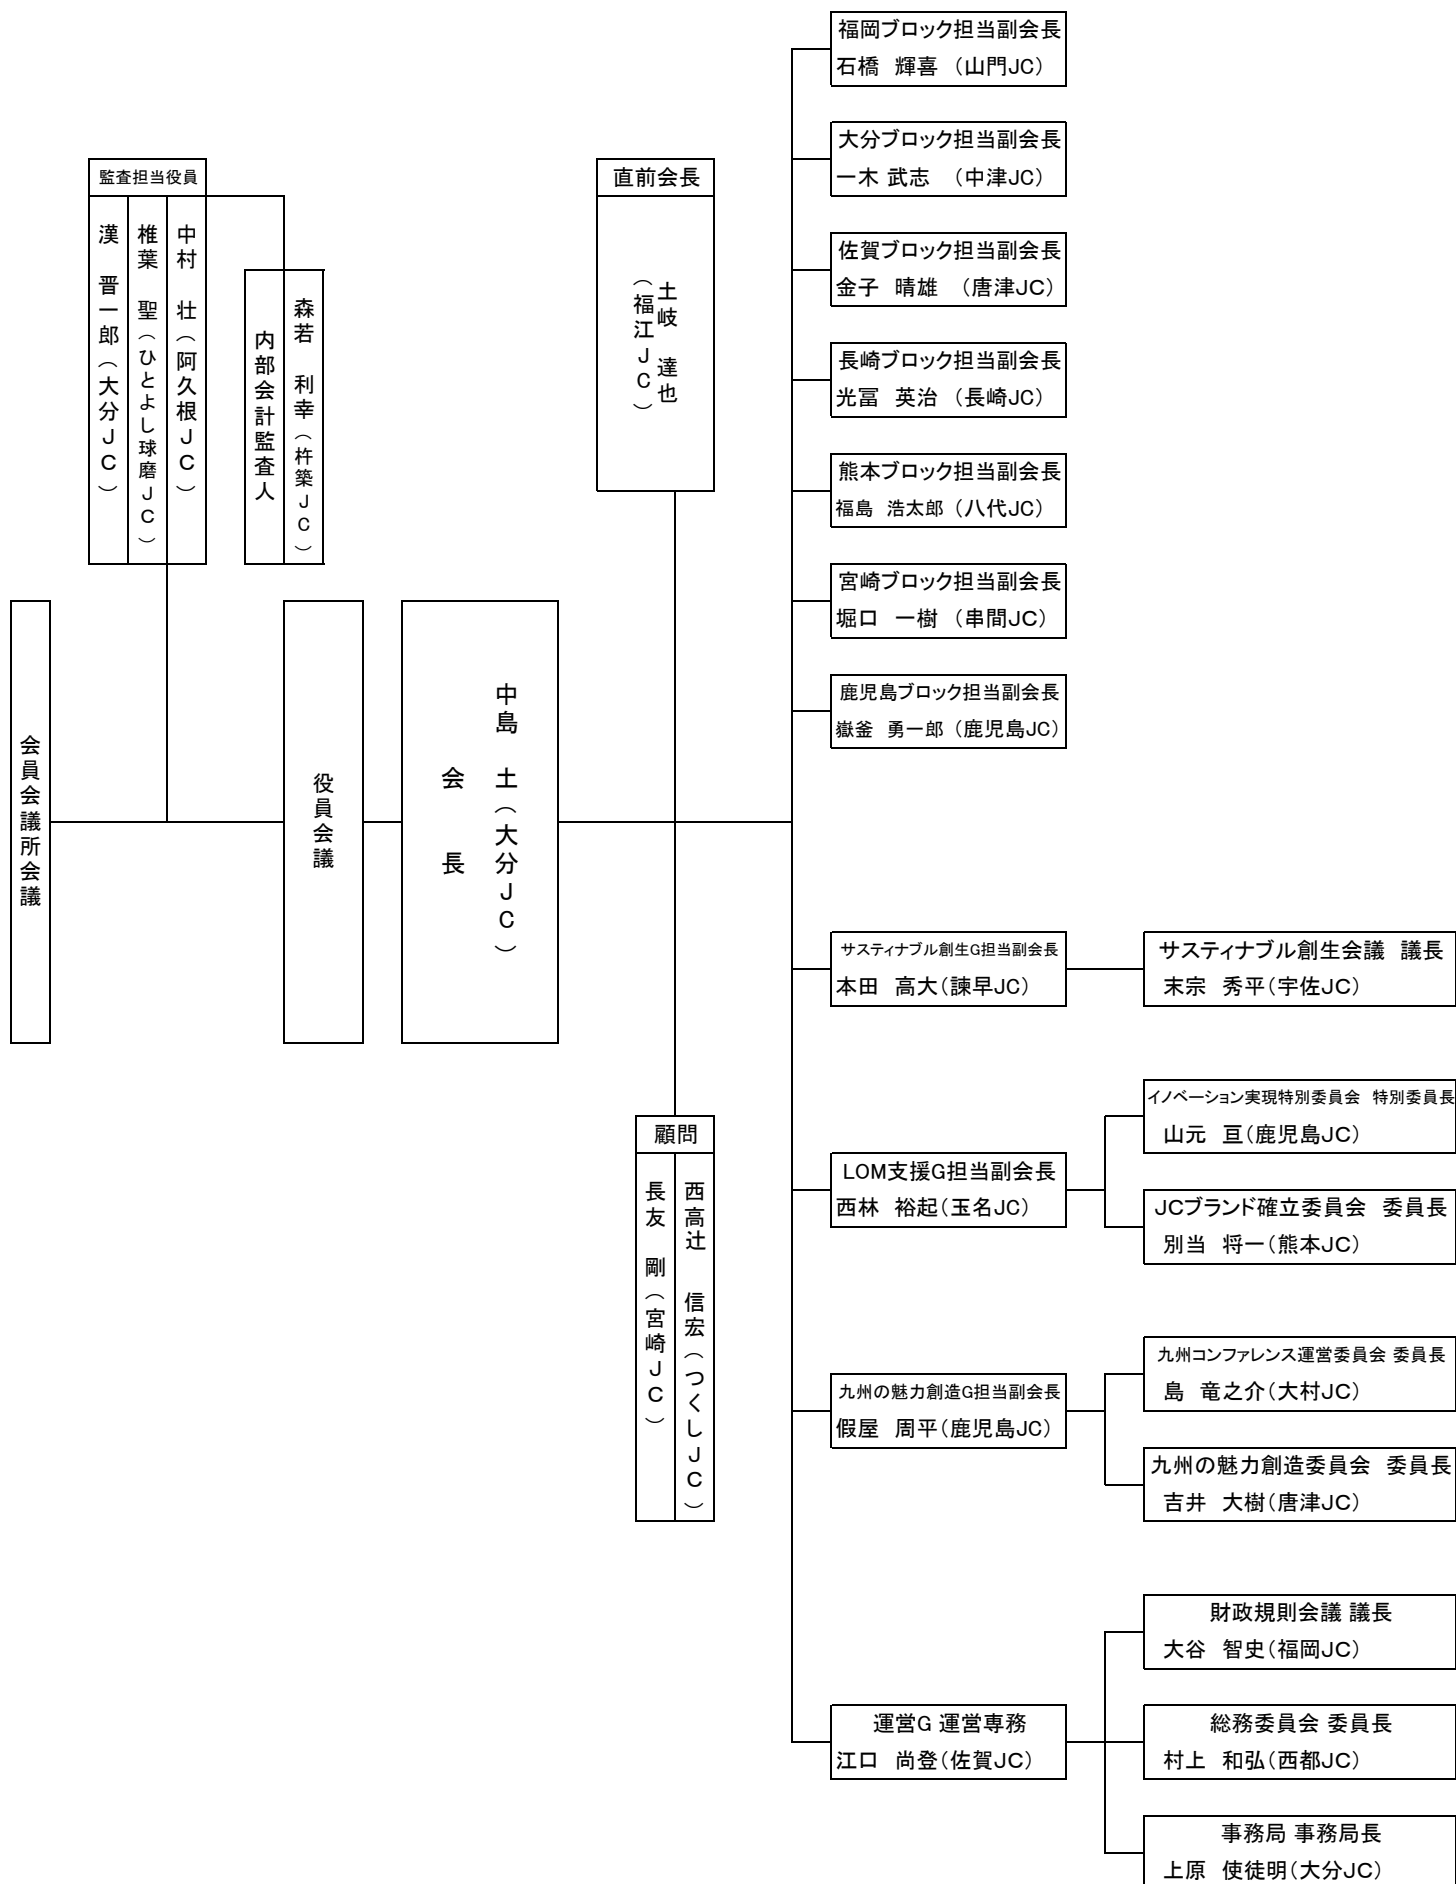 会員会議所会議
監査担当役員
漢　晋一郎（大分ＪＣ）
椎葉　聖（ひとよし球磨ＪＣ）
中村　壮（阿久根ＪＣ）
内部会計監査人
森若　利幸（杵築ＪＣ）
役員会議
会　長
中島　土（大分ＪＣ）
直前会長
土岐　達也
（福江ＪＣ）
顧問
長友　剛（宮崎ＪＣ）
西高辻　信宏（つくしＪＣ）
福岡ブロック担当副会長
石橋　輝喜　（山門JC）
大分ブロック担当副会長
一木 武志　（中津JC）
佐賀ブロック担当副会長
金子　晴雄　（唐津JC）
長崎ブロック担当副会長
光冨　英治　（長崎JC）
熊本ブロック担当副会長
福島　浩太郎　（八代JC）
宮崎ブロック担当副会長
堀口　一樹　（串間JC）
鹿児島ブロック担当副会長
嶽釜　勇一郎　（鹿児島JC）
サスティナブル創生G担当副会長
本田　高大（諫早JC）
サスティナブル創生会議　議長
末宗　秀平（宇佐JC）
LOM支援G担当副会長
西林　裕起（玉名JC）
イノベーション実現特別委員会　特別委員長
山元　亘（鹿児島JC）
JCブランド確立委員会　委員長
別当　将一（熊本JC）
九州の魅力創造G担当副会長
假屋　周平（鹿児島JC）
九州コンファレンス運営委員会 委員長
島　竜之介（大村JC）
九州の魅力創造委員会　委員長
吉井　大樹（唐津JC）
運営G 運営専務
江口　尚登（佐賀JC）
財政規則会議 議長
大谷　智史（福岡JC）
総務委員会 委員長
村上　和弘（西都JC）
事務局 事務局長
上原　使徒明（大分JC）